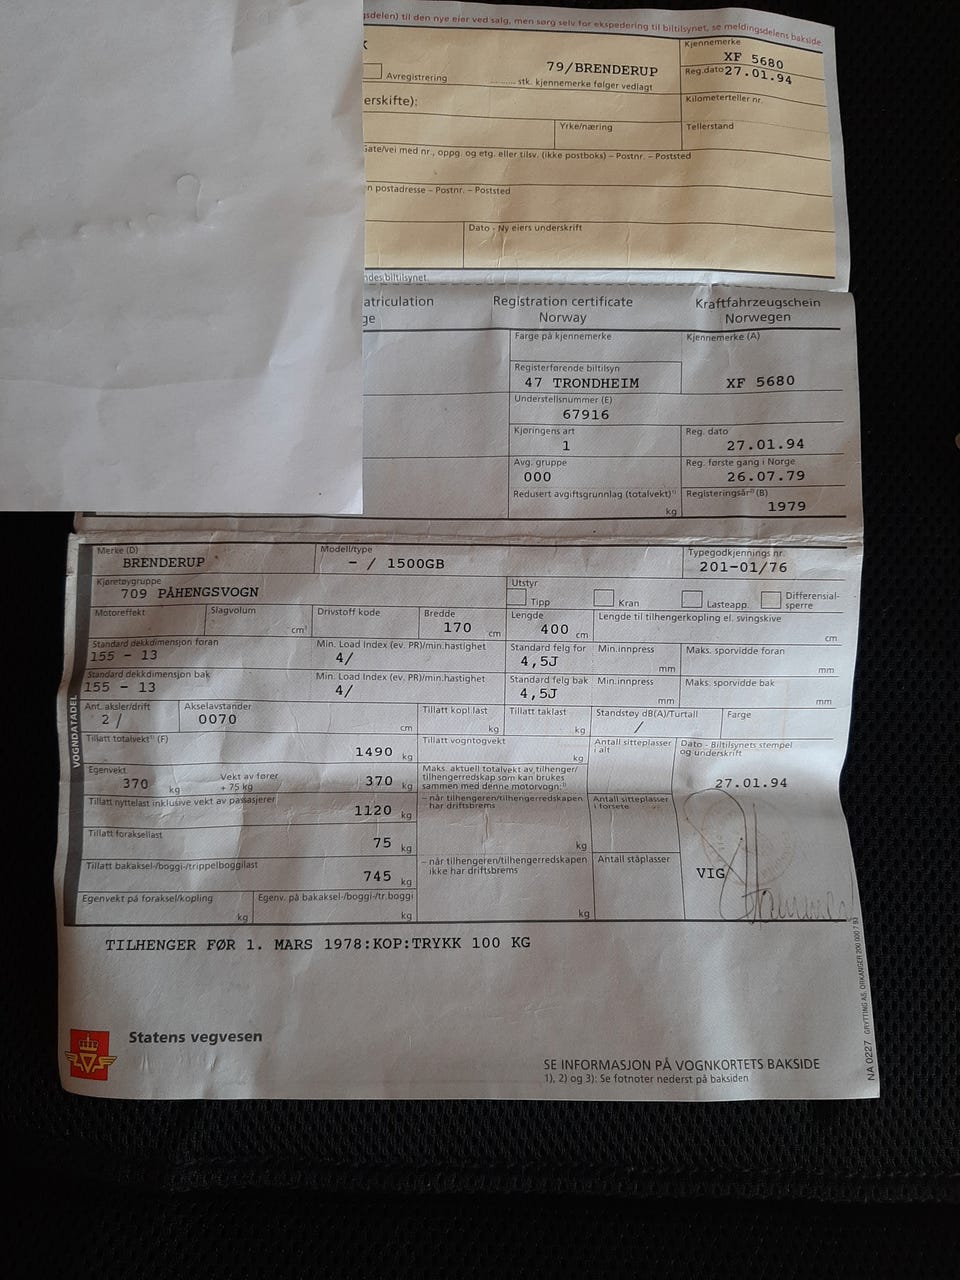 gsdelen) til den nye eier ved salg, men sørg selv for ekspedering til biltilsynet, se meldingsdelens bakside.
Kjennemerke
XF 5680
79/BRENDERUP
Reg.dato 27.01.94
Avregistrering
stk. kjennemerke følger vedlagt
erskifte):
Kilometerteller nr.
Yrke/næring
Tellerstand
Gate/vei med nr., oppg. og etg. eller tilsv. (ikke postboks) – Postnr. – Poststed
n postadresse – Postnr. – Poststed
Dato - Ny eiers underskrift
ndes biltilsynet.
atriculation
ge
Registration certificate
Norway
Kraftfahrzeugschein
Norwegen
Farge på kjennemerke
Kjennemerke (A)
Registerførende biltilsyn
47 TRONDHEIM
XF 5680
Understellsnummer (E)
67916
Kjøringens art
1
Reg. dato
27.01.94
Avg. gruppe
000
Reg. første gang i Norge
26.07.79
Redusert avgiftsgrunnlag (totalvekt)¹⁾
kg
Registeringsår²⁾ (B)
1979
Merke (D)
BRENDERUP
Modell/type
- / 1500GB
Typegodkjennings nr.
201-01/76
Kjøretøygruppe
709 PÅHENGSVOGN
Utstyr
Tipp
Kran
Lasteapp.
Differensial-
sperre
Motoreffekt
Slagvolum
cm³
Drivstoff kode
Bredde
170 cm
Lengde
400 cm
Lengde til tilhengerkopling el. svingskive
cm
Standard dekkdimensjon foran
155 - 13
Min. Load Index (ev. PR)/min.hastighet
4/
Standard felg for
4,5J
Min.innpress
mm
Maks. sporvidde foran
mm
Standard dekkdimensjon bak
155 - 13
Min. Load Index (ev. PR)/min.hastighet
4/
Standard felg bak
4,5J
Min.innpress
mm
Maks. sporvidde bak
mm
Ant. aksler/drift
2 /
Akselavstander
0070
cm
Tillatt kopl.last
kg
Tillatt taklast
kg
Standstøy dB(A)/Turtall
/
Farge
VOGNDATADEL
Tillatt totalvekt¹⁾ (F)
1490 kg
Tillatt vogntogvekt
kg
Antall sitteplasser
i alt
Dato - Biltilsynets stempel
og underskrift
27.01.94
Egenvekt
370 kg
Vekt av fører
+ 75 kg
370 kg
Maks. aktuell totalvekt av tilhenger/
tilhengerredskap som kan brukes
sammen med denne motorvogn:³⁾
Tillatt nyttelast inklusive vekt av passasjerer
1120 kg
– når tilhengeren/tilhengerredskapen
har driftsbrems
kg
Antall sitteplasser
i forsete
Tillatt foraksellast
75 kg
Tillatt bakaksel-/boggi-/trippelboggilast
745 kg
– når tilhengeren/tilhengerredskapen
ikke har driftsbrems
kg
Antall ståplasser
VIG
Egenvekt på foraksel/kopling
kg
Egenv. på bakaksel-/boggi-/tr.boggi
kg
TILHENGER FØR 1. MARS 1978:KOP:TRYKK 100 KG
Statens vegvesen
SE INFORMASJON PÅ VOGNKORTETS BAKSIDE
1), 2) og 3): Se fotnoter nederst på baksiden
NA 0227 GRYTTING AS, ORKANGER